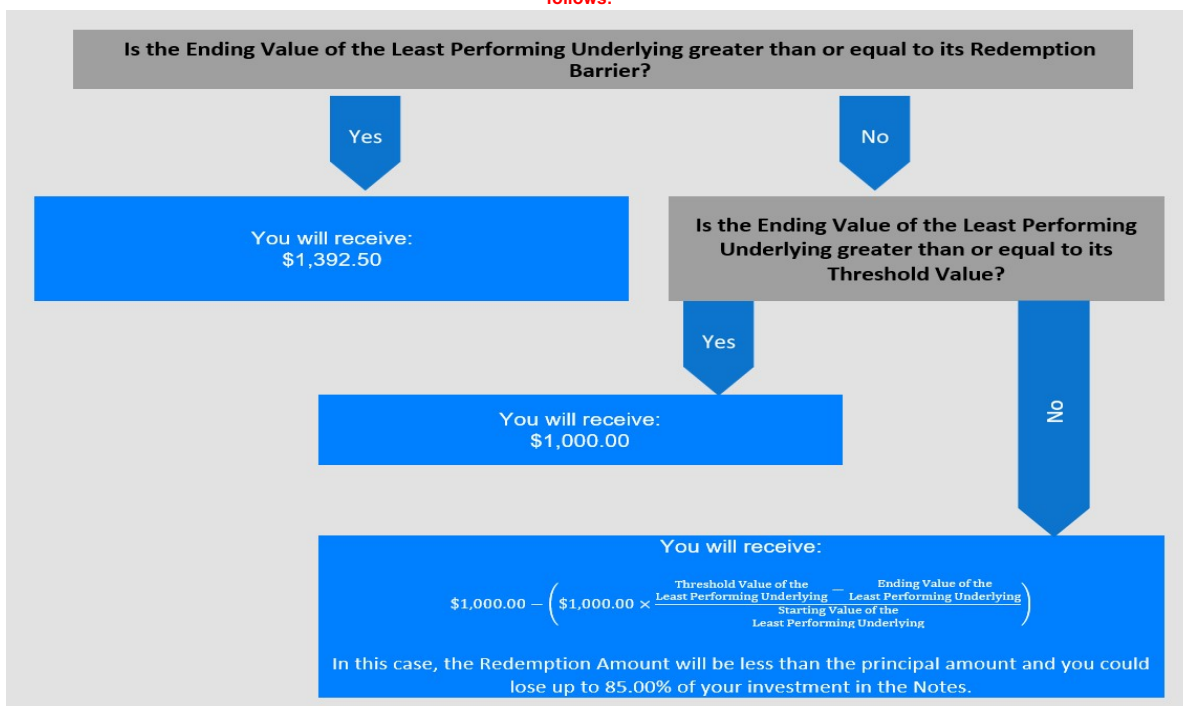 follows:
Is the Ending Value of the Least Performing Underlying greater than or equal to its Redemption
Barrier?
Yes
No
You will receive:
$1,392.50
Is the Ending Value of the Least Performing
Underlying greater than or equal to its
Threshold Value?
Yes
No
You will receive:
$1,000.00
You will receive:
Threshold Value of the Ending Value of the
$1,000.00 − ($1,000.00 × Least Performing Underlying − Least Performing Underlying)
Starting Value of the
Least Performing Underlying
In this case, the Redemption Amount will be less than the principal amount and you could
lose up to 85.00% of your investment in the Notes.